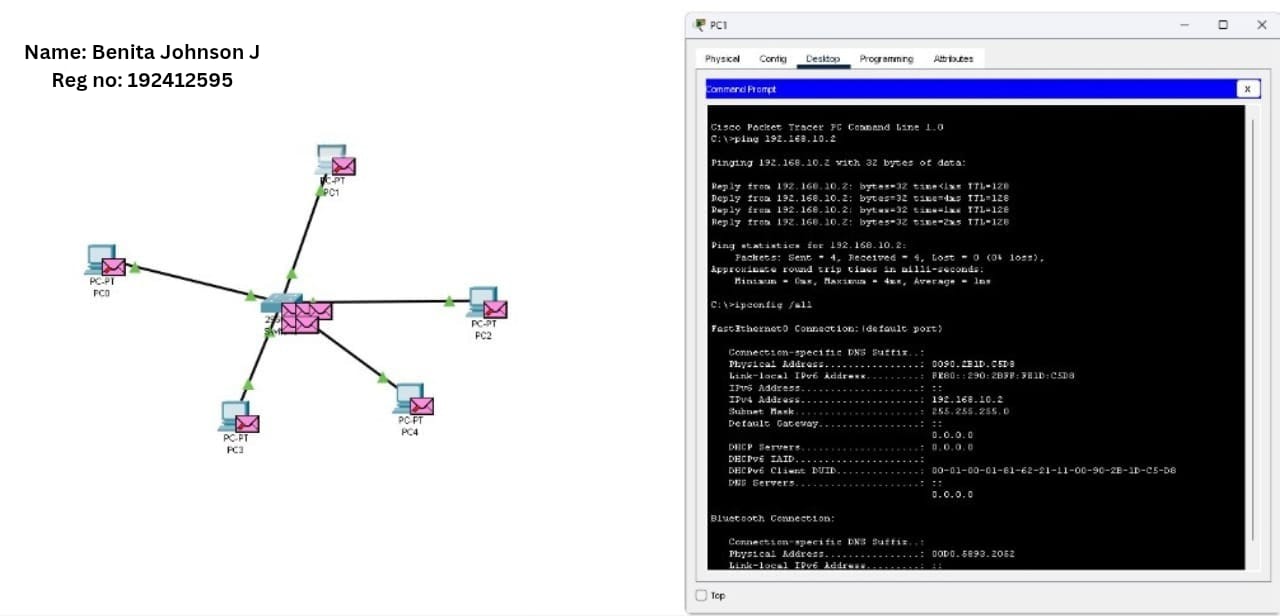 Name: Benita Johnson J
Reg no: 192412595
PC-PT
PC1
PC-PT
PC0
PC-PT
PC2
PC-PT
PC4
PC-PT
PC3
PC1
Physical Config Desktop Programming Attributes
Command Prompt
X
Cisco Packet Tracer PC Command Line 1.0
C:\>ping 192.168.10.2
Pinging 192.168.10.2 with 32 bytes of data:
Reply from 192.168.10.2: bytes=32 time<1ms TTL=128
Reply from 192.168.10.2: bytes=32 time=4ms TTL=128
Reply from 192.168.10.2: bytes=32 time=1ms TTL=128
Reply from 192.168.10.2: bytes=32 time=2ms TTL=128
Ping statistics for 192.168.10.2:
Packets: Sent = 4, Received = 4, Lost = 0 (0% loss),
Approximate round trip times in milli-seconds:
Minimum = 0ms, Maximum = 4ms, Average = 1ms
C:\>ipconfig /all
FastEthernet0 Connection:(default port)
Connection-specific DNS Suffix..:
Physical Address................: 0090.2B1D.C5D8
Link-local IPv6 Address.........: FE80::290:2BFF:FE1D:C5D8
IPv6 Address....................: ::
IPv4 Address....................: 192.168.10.2
Subnet Mask.....................: 255.255.255.0
Default Gateway.................: ::
0.0.0.0
DHCP Servers....................: 0.0.0.0
DHCPv6 IAID.....................:
DHCPv6 Client DUID..............: 00-01-00-01-81-62-21-11-00-90-2B-1D-C5-D8
DNS Servers.....................: ::
0.0.0.0
Bluetooth Connection:
Connection-specific DNS Suffix..:
Physical Address................: 00D0.5893.2052
Link-local IPv6 Address.........: ::
Top